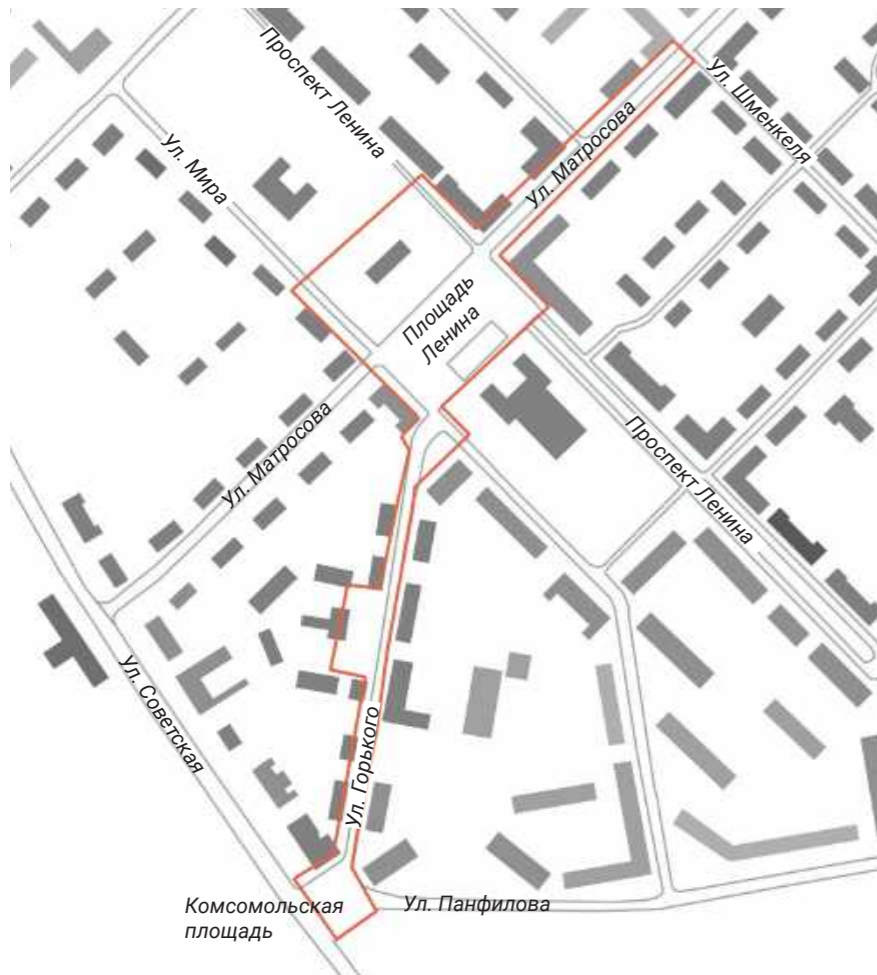 Проспект Ленина
Ул. Шменкеля
Ул. Матросова
Ул. Мира
Площадь
Ленина
Ул. Матросова
Проспект Ленина
Ул. Советская
Ул. Горького
Комсомольская
площадь
Ул. Панфилова